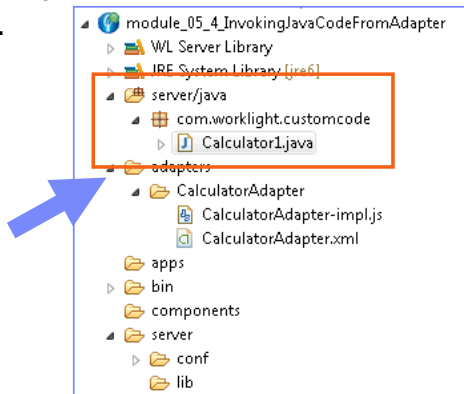 module_05_4_InvokingJavaCodeFromAdapter
WL Server Library
JRE System Library [jre6]
server/java
com.worklight.customcode
Calculator1.java
adapters
CalculatorAdapter
CalculatorAdapter-impl.js
CalculatorAdapter.xml
apps
bin
components
server
conf
lib